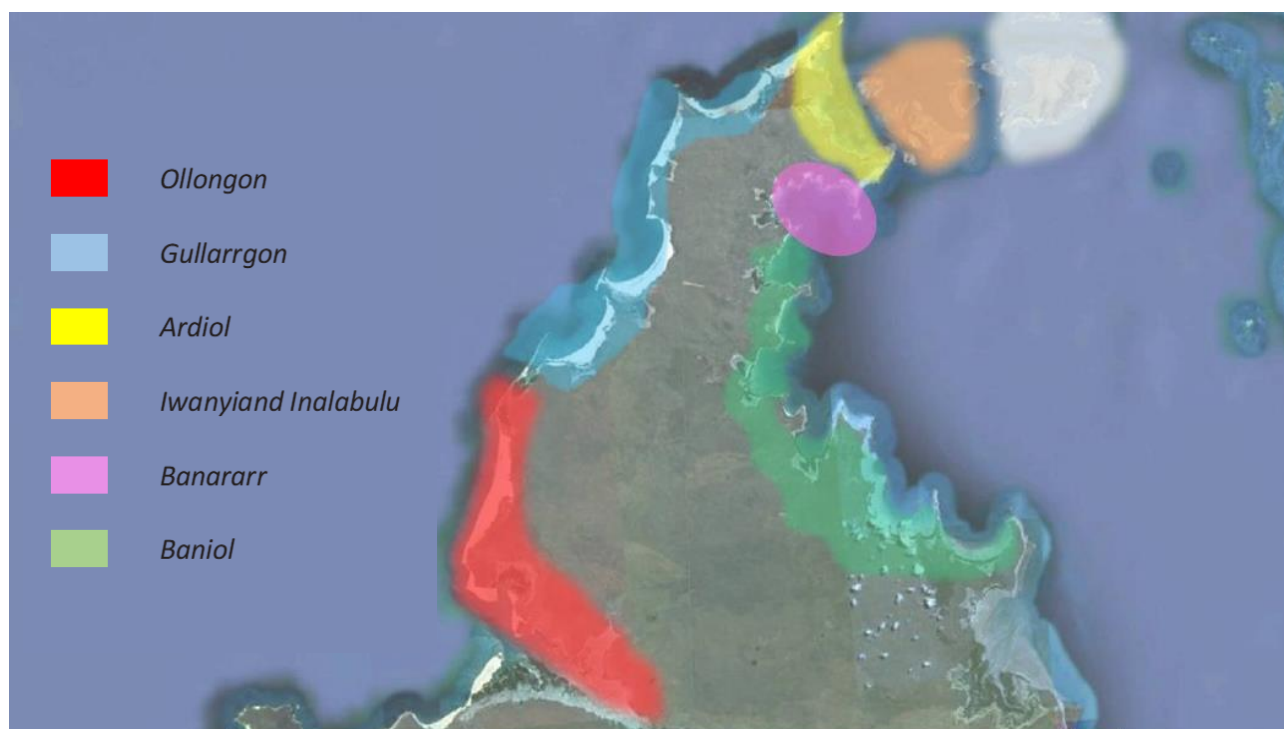 Ollongon
Gullarrgon
Ardiol
Iwanyiand Inalabulu
Banararr
Baniol